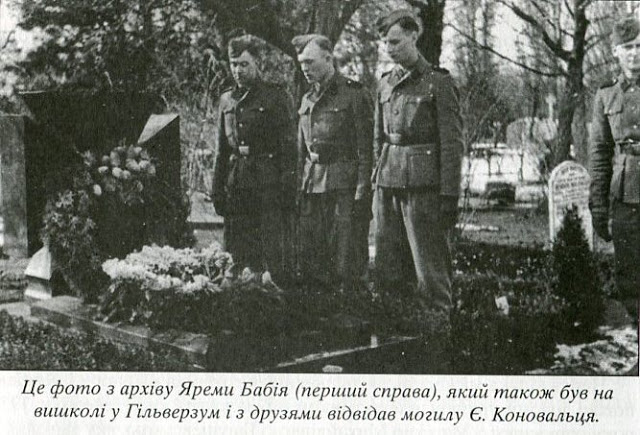 Це фото з архіву Яреми Бабія (перший справа), який також був на
вишколі у Гільверзум і з друзями відвідав могилу Є. Коновальця.